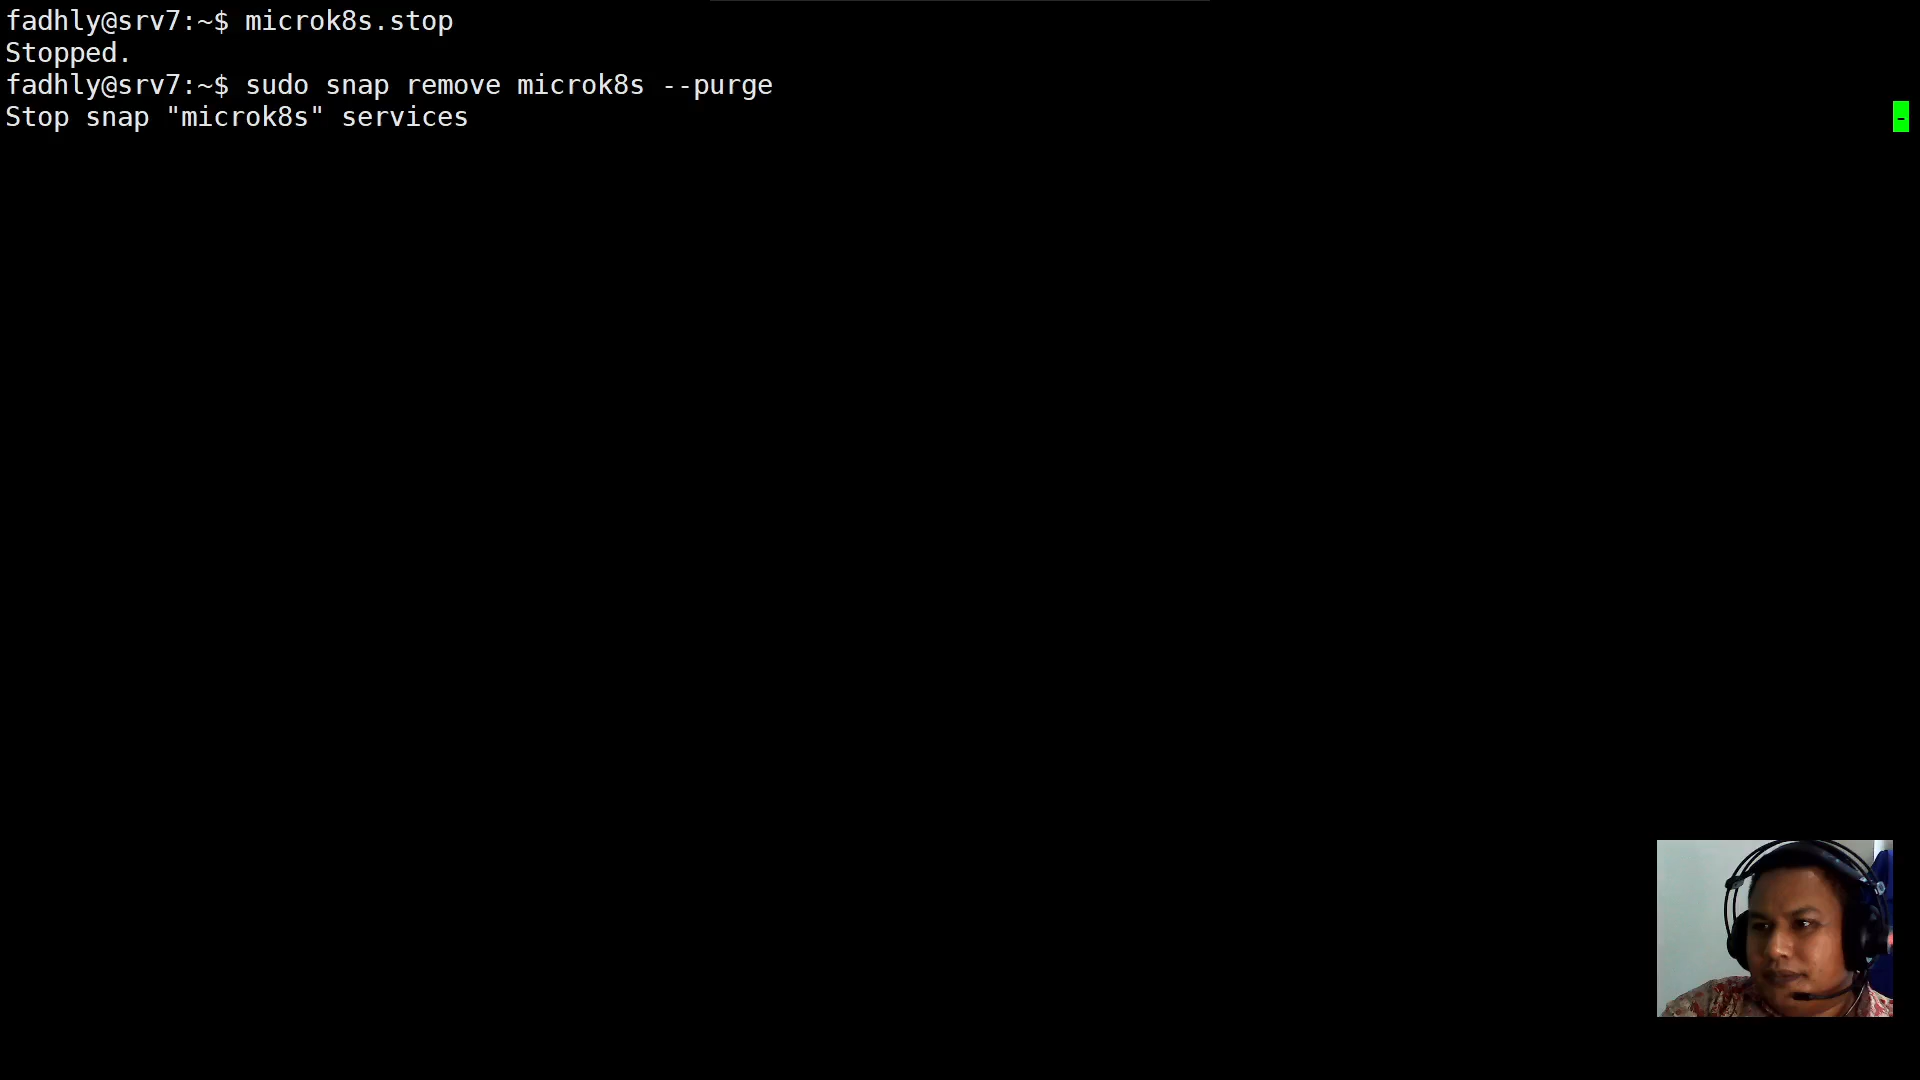 fadhly@srv7:~$ microk8s.stop
Stopped.
fadhly@srv7:~$ sudo snap remove microk8s --purge
Stop snap "microk8s" services -